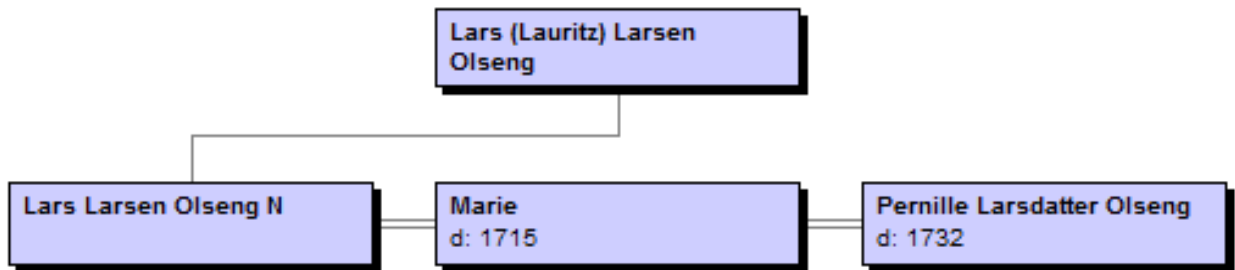 Lars (Lauritz) Larsen
Olseng
Lars Larsen Olseng N
Marie
d: 1715
Pernille Larsdatter Olseng
d: 1732